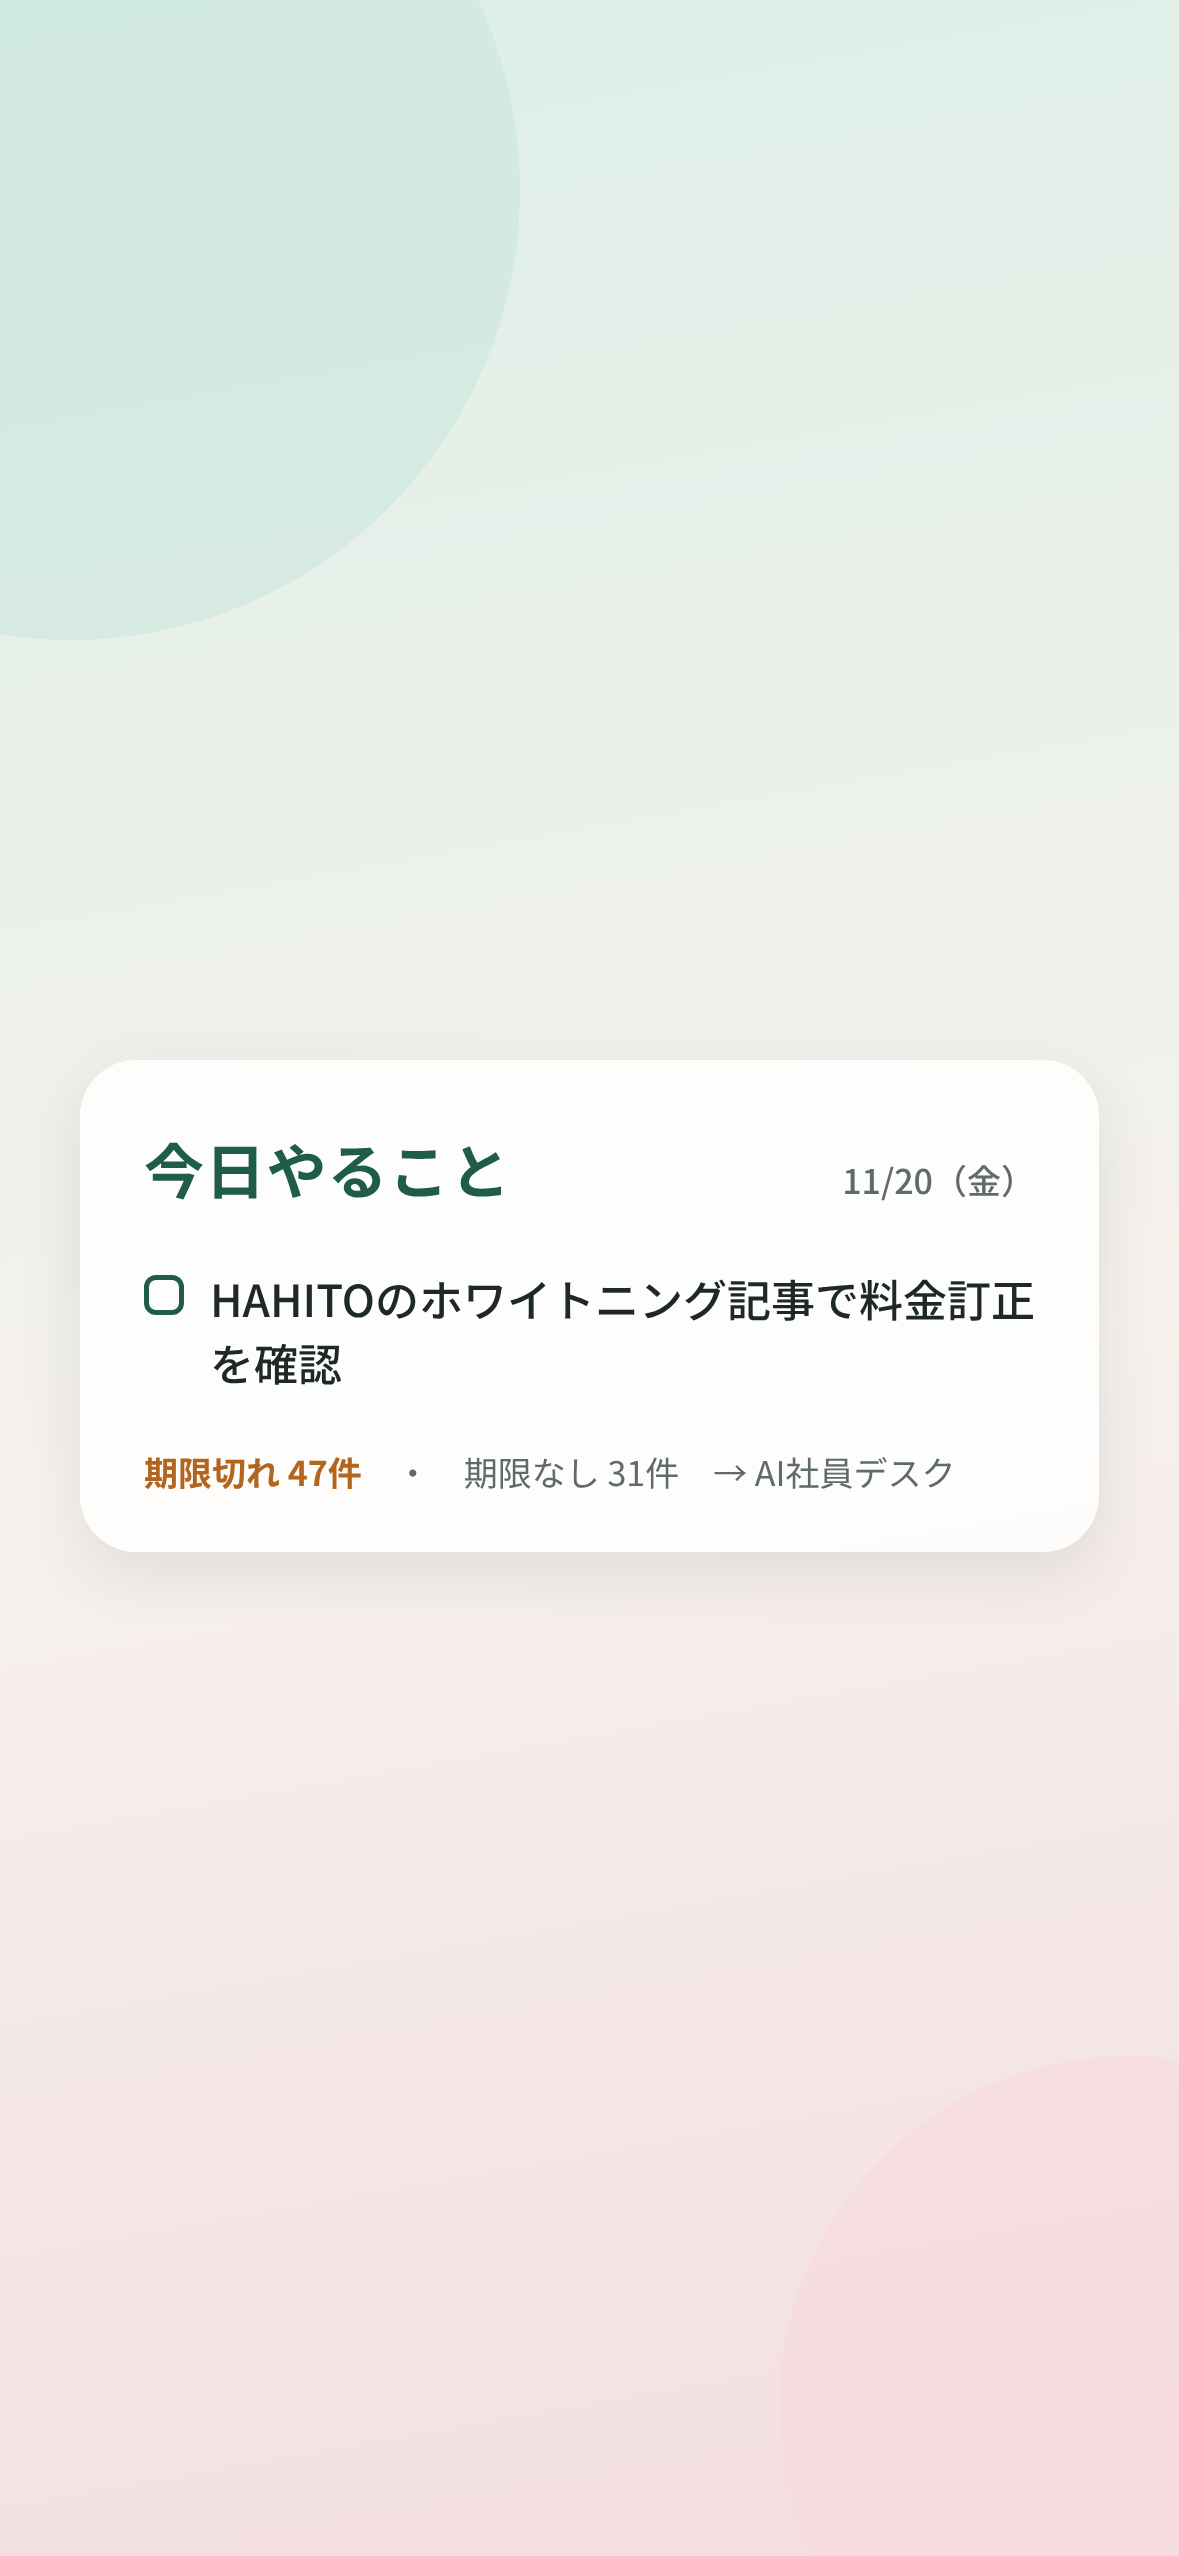 今日やること
11/20（金）
HAHITOのホワイトニング記事で料金訂正
を確認
期限切れ 47件　・　期限なし 31件　→ AI社員デスク